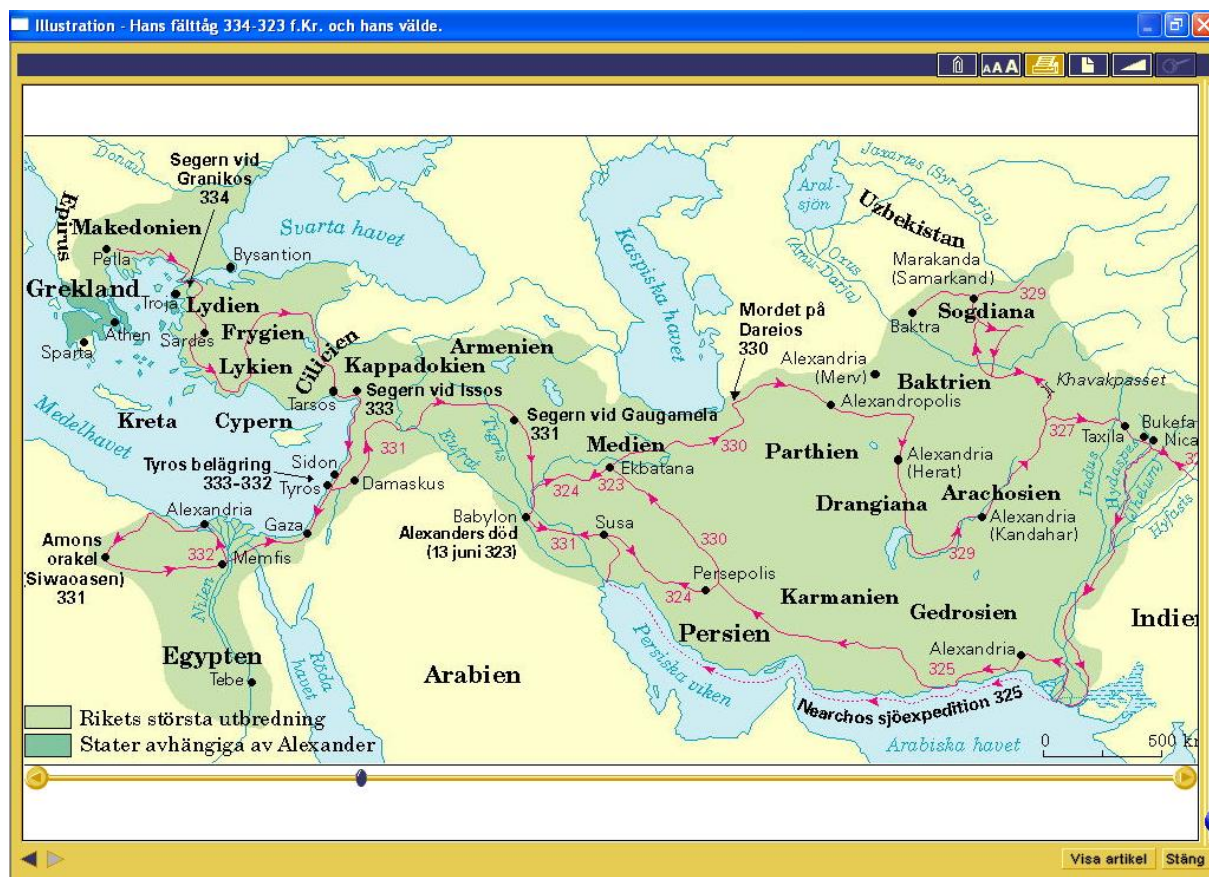 Illustration - Hans fälttåg 334-323 f.Kr. och hans välde.
AAA
Donau
Segern vid
Granikos
334
Epirus
Makedonien
Pella
Svarta havet
Bysantion
Grekland
Troja
Lydien
Athen
Sardes
Frygien
Sparta
Lykien
Cilicien
Kappadokien
Armenien
Tarsos
Segern vid Issos
333
Kreta
Cypern
Medelhavet
Kaspiska havet
Aral-
sjön
Jaxartes (Syr-Darja)
Uzbekistan
Oxus
(Amu-Darja)
Marakanda
(Samarkand)
329
Sogdiana
Baktra
Mordet på
Dareios
330
Alexandria
(Merv)
Baktrien
Khavakpasset
Alexandropolis
Segern vid Gaugamela
331
Tigris
Eufrat
331
Medien
330
Ekbatana
Parthien
327
Taxila
Bukefa
Nica
Tyros belägring
333-332
Sidon
Tyros
Damaskus
324
323
Alexandria
(Herat)
Drangiana
Arachosien
Alexandria
(Kandahar)
329
Indus
Hydaspes
(Jhelum)
Hyfasis
32
Alexandria
Gaza
Babylon
Alexanders död
(13 juni 323)
Susa
331
330
Amons
orakel
(Siwaoasen)
331
332
Memfis
Nilen
Persepolis
324
Karmanien
Gedrosien
Persien
Indien
Egypten
Tebe
Röda
havet
Arabien
Persiska viken
Alexandria
325
Nearchos sjöexpedition 325
Arabiska havet
0
500 km
Rikets största utbredning
Stater avhängiga av Alexander
Visa artikel
Stäng